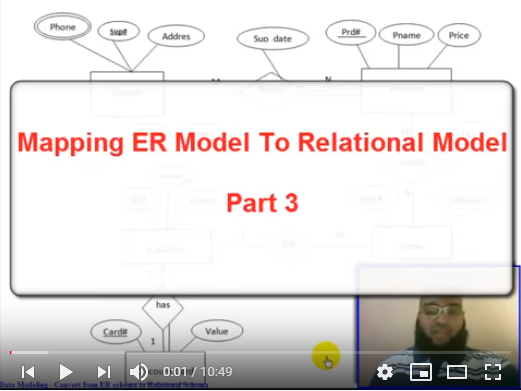 Phone
Sup#
Addres
Sup date
Prd#
Pname
Price
Mapping ER Model To Relational Model
Part 3
has
Card#
Value
1
0:01 / 10:49
Data Modeling - Convert from ER schema to Relational Schema